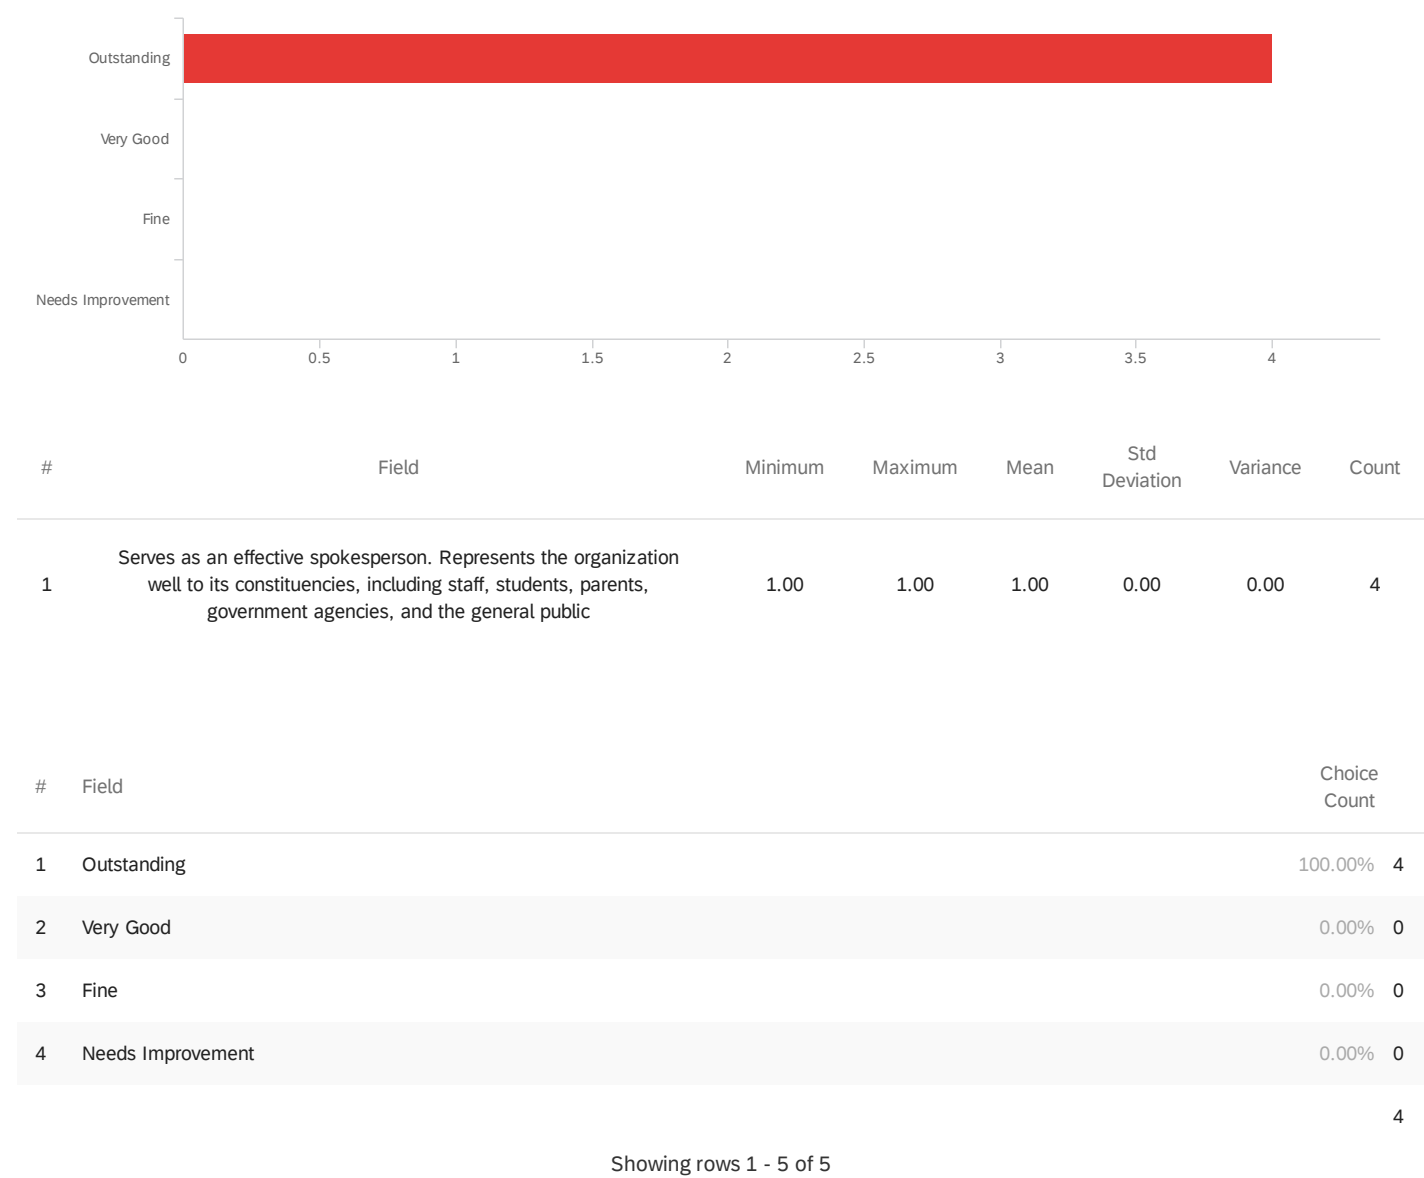 Outstanding
Very Good
Fine
Needs Improvement
0 0.5 1 1.5 2 2.5 3 3.5 4
# Field Minimum Maximum Mean Std Deviation Variance Count
1 Serves as an effective spokesperson. Represents the organization
well to its constituencies, including staff, students, parents,
government agencies, and the general public
1.00 1.00 1.00 0.00 0.00 4
# Field Choice Count
1 Outstanding 100.00% 4
2 Very Good 0.00% 0
3 Fine 0.00% 0
4 Needs Improvement 0.00% 0
4
Showing rows 1 - 5 of 5